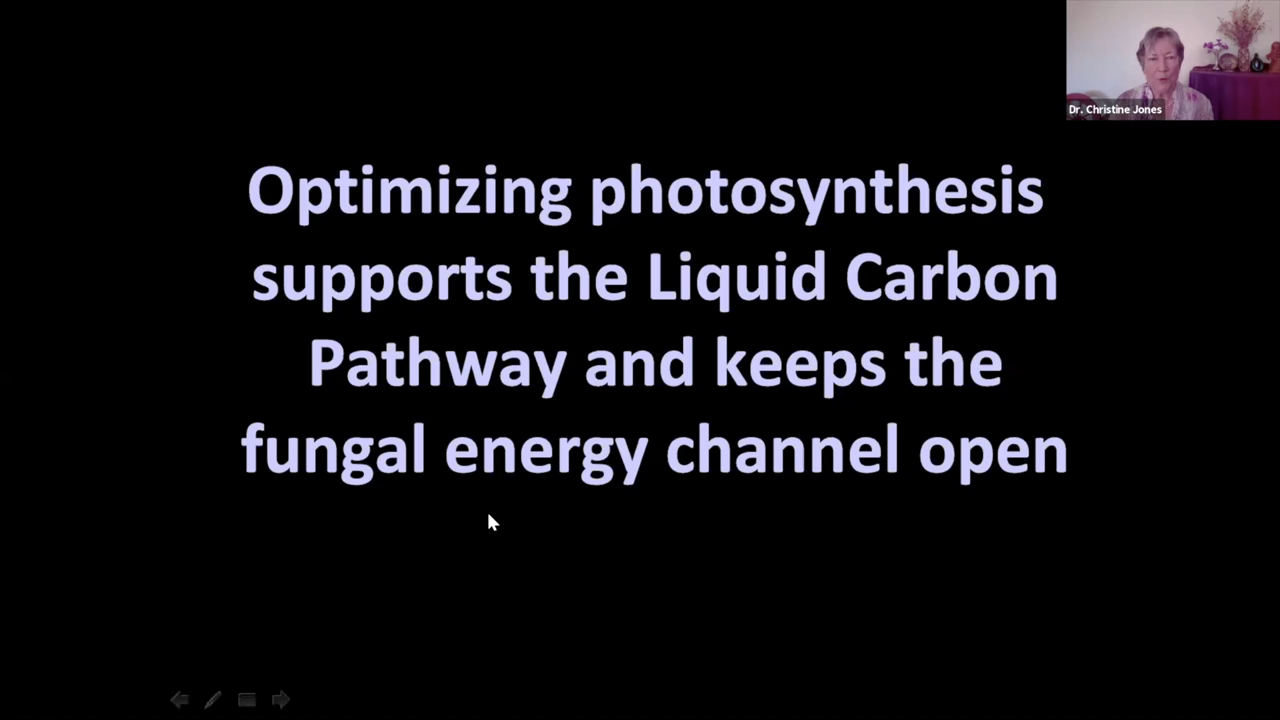 Dr. Christine Jones
Optimizing photosynthesis
supports the Liquid Carbon
Pathway and keeps the
fungal energy channel open